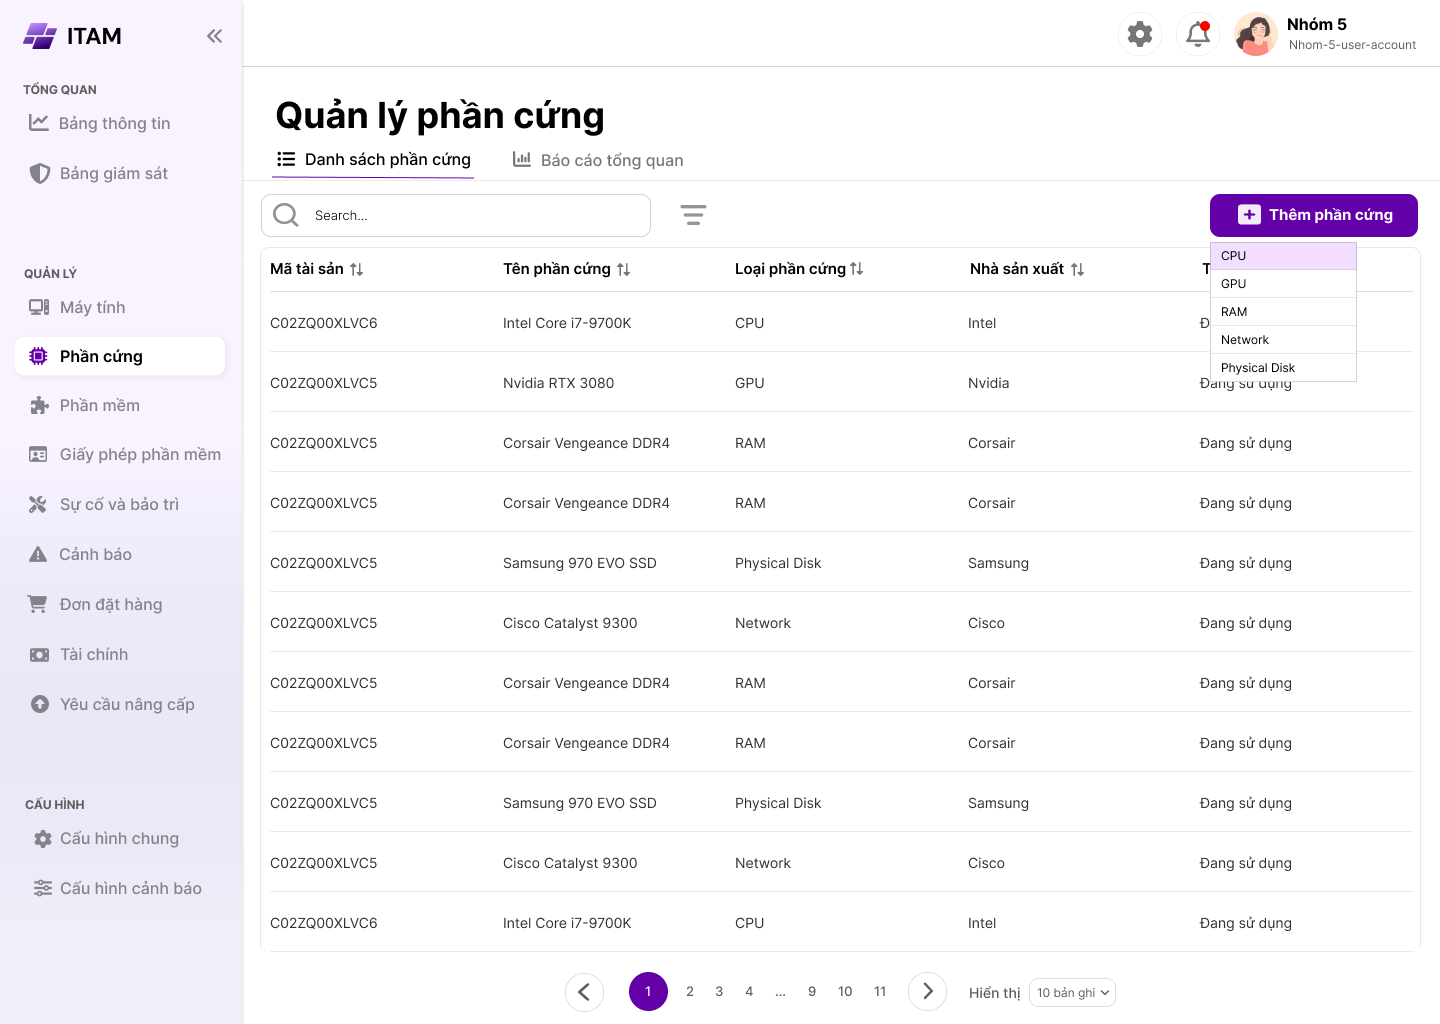 ITAM
TỔNG QUAN
Bảng thông tin
Bảng giám sát
QUẢN LÝ
Máy tính
Phần cứng
Phần mềm
Giấy phép phần mềm
Sự cố và bảo trì
Cảnh báo
Đơn đặt hàng
Tài chính
Yêu cầu nâng cấp
CẤU HÌNH
Cấu hình chung
Cấu hình cảnh báo
Nhóm 5
Nhom-5-user-account
Quản lý phần cứng
Danh sách phần cứng Báo cáo tổng quan
Search... Thêm phần cứng
CPU
GPU
RAM
Network
Physical Disk
Mã tài sản Tên phần cứng Loại phần cứng Nhà sản xuất
C02ZQ00XLVC6 Intel Core i7-9700K CPU Intel
C02ZQ00XLVC5 Nvidia RTX 3080 GPU Nvidia Đang sử dụng
C02ZQ00XLVC5 Corsair Vengeance DDR4 RAM Corsair Đang sử dụng
C02ZQ00XLVC5 Corsair Vengeance DDR4 RAM Corsair Đang sử dụng
C02ZQ00XLVC5 Samsung 970 EVO SSD Physical Disk Samsung Đang sử dụng
C02ZQ00XLVC5 Cisco Catalyst 9300 Network Cisco Đang sử dụng
C02ZQ00XLVC5 Corsair Vengeance DDR4 RAM Corsair Đang sử dụng
C02ZQ00XLVC5 Corsair Vengeance DDR4 RAM Corsair Đang sử dụng
C02ZQ00XLVC5 Samsung 970 EVO SSD Physical Disk Samsung Đang sử dụng
C02ZQ00XLVC5 Cisco Catalyst 9300 Network Cisco Đang sử dụng
C02ZQ00XLVC6 Intel Core i7-9700K CPU Intel Đang sử dụng
1 2 3 4 ... 9 10 11 Hiển thị 10 bản ghi